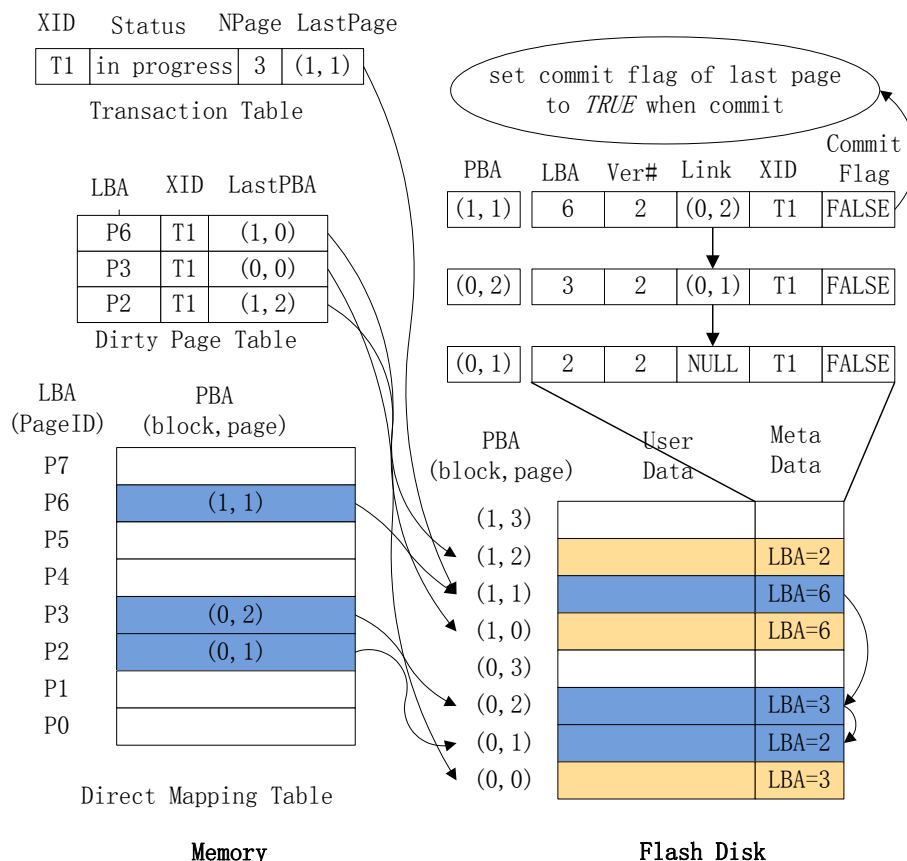 XID Status NPage LastPage
T1 in progress 3 (1,1)
Transaction Table
set commit flag of last page
to TRUE when commit
LBA XID LastPBA
P6 T1 (1,0)
P3 T1 (0,0)
P2 T1 (1,2)
Dirty Page Table
Commit
PBA LBA Ver# Link XID Flag
(1,1) 6 2 (0,2) T1 FALSE
(0,2) 3 2 (0,1) T1 FALSE
(0,1) 2 2 NULL T1 FALSE
LBA PBA
(PageID) (block,page)
P7
P6 (1,1)
P5
P4
P3 (0,2)
P2 (0,1)
P1
P0
Direct Mapping Table
Memory
PBA User Meta
(block,page) Data Data
(1,3)
(1,2) LBA=2
(1,1) LBA=6
(1,0) LBA=6
(0,3)
(0,2) LBA=3
(0,1) LBA=2
(0,0) LBA=3
Flash Disk